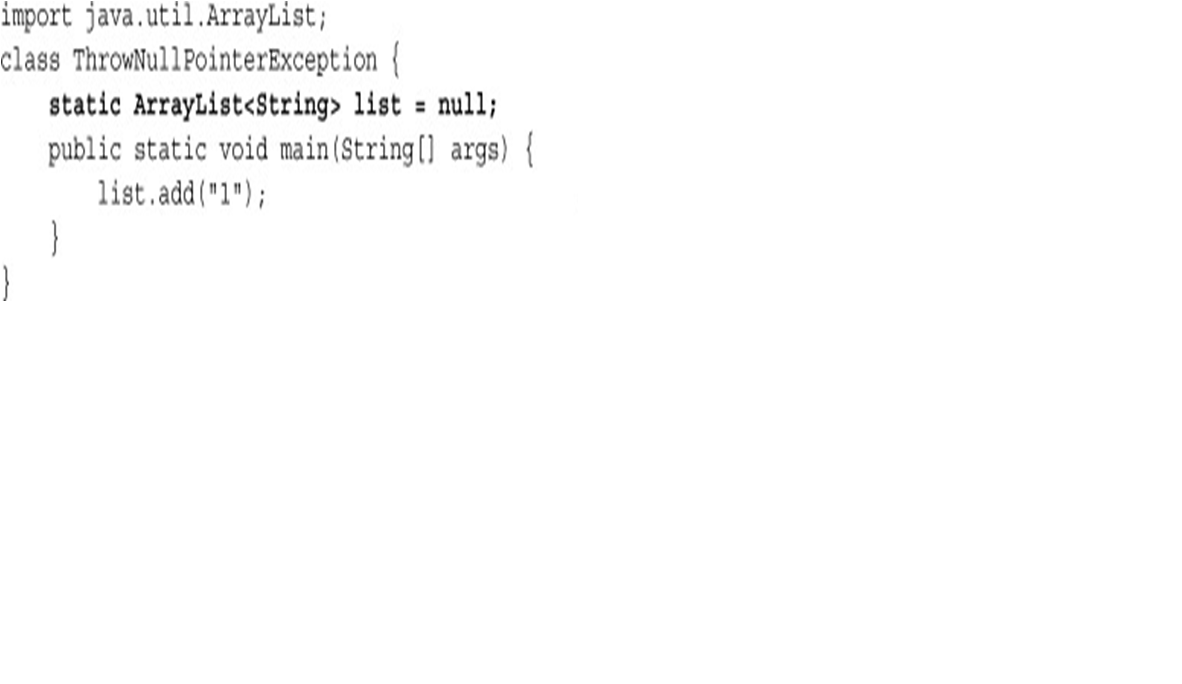 import java.util.ArrayList;
class ThrowNullPointerException {
    static ArrayList<String> list = null;
    public static void main(String[] args) {
        list.add("1");
    }
}